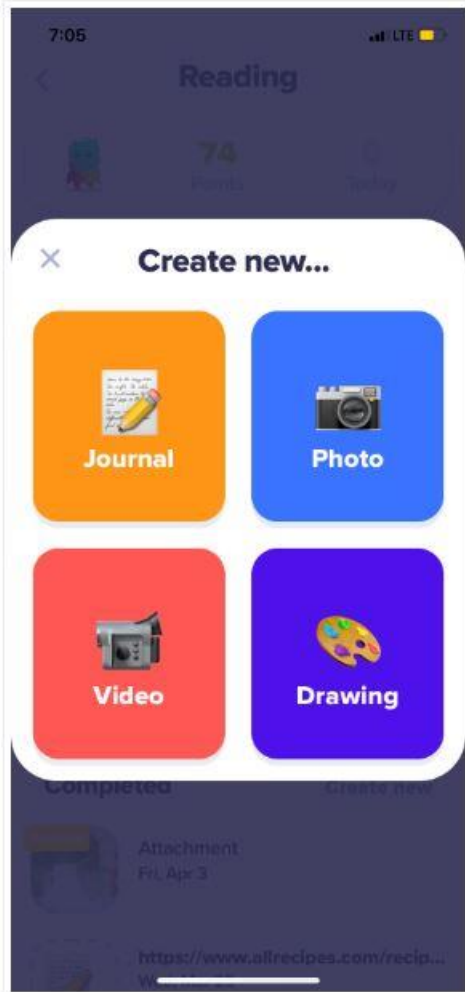 7:05
LTE
Reading
74
Points
Today
Create new...
Journal
Photo
Video
Drawing
Completed
Create new
Attachment
Fri, Apr 3
https://www.allrecipes.com/recip...